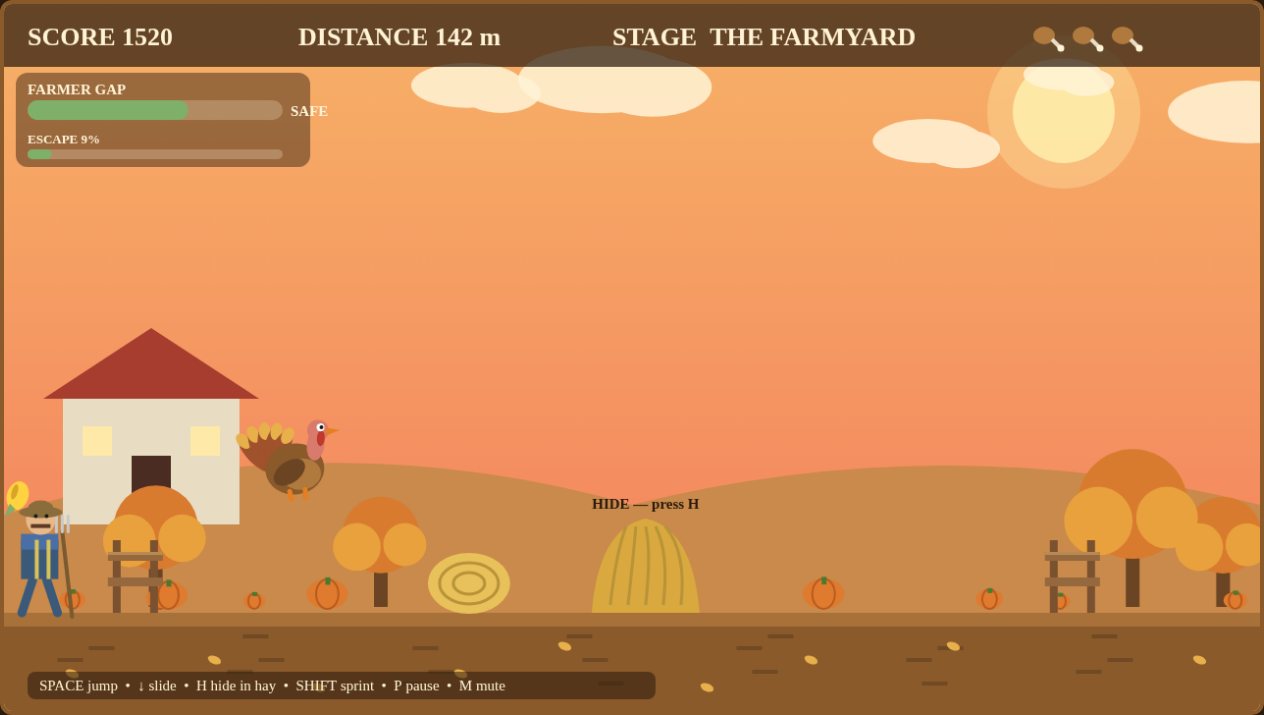 SCORE 1520 DISTANCE 142 m STAGE THE FARMYARD
FARMER GAP
SAFE
ESCAPE 9%
HIDE — press H
SPACE jump • ↓ slide • H hide in hay • SHIFT sprint • P pause • M mute